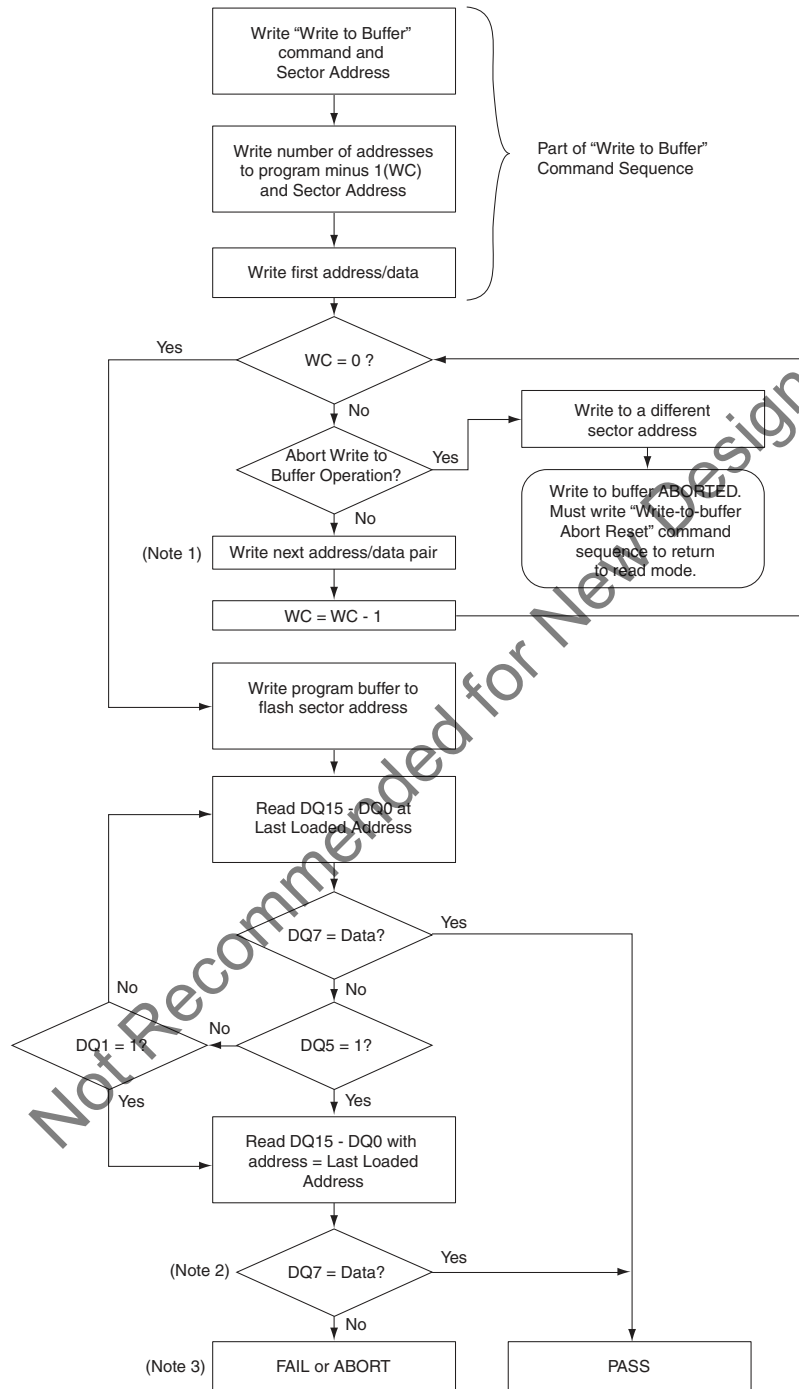 Write “Write to Buffer”
command and
Sector Address
Write number of addresses
to program minus 1(WC)
and Sector Address
Part of “Write to Buffer”
Command Sequence
Write first address/data
Yes
WC = 0 ?
No
Abort Write to
Buffer Operation?
Yes
Write to a different
sector address
No
Write to buffer ABORTED.
Must write “Write-to-buffer
Abort Reset” command
sequence to return
to read mode.
(Note 1)
Write next address/data pair
WC = WC - 1
Write program buffer to
flash sector address
Read DQ15 - DQ0 at
Last Loaded Address
DQ7 = Data?
Yes
No
No
DQ1 = 1?
No
DQ5 = 1?
Yes
Yes
Read DQ15 - DQ0 with
address = Last Loaded
Address
(Note 2)
DQ7 = Data?
Yes
No
(Note 3)
FAIL or ABORT
PASS
Not Recommended for New Design